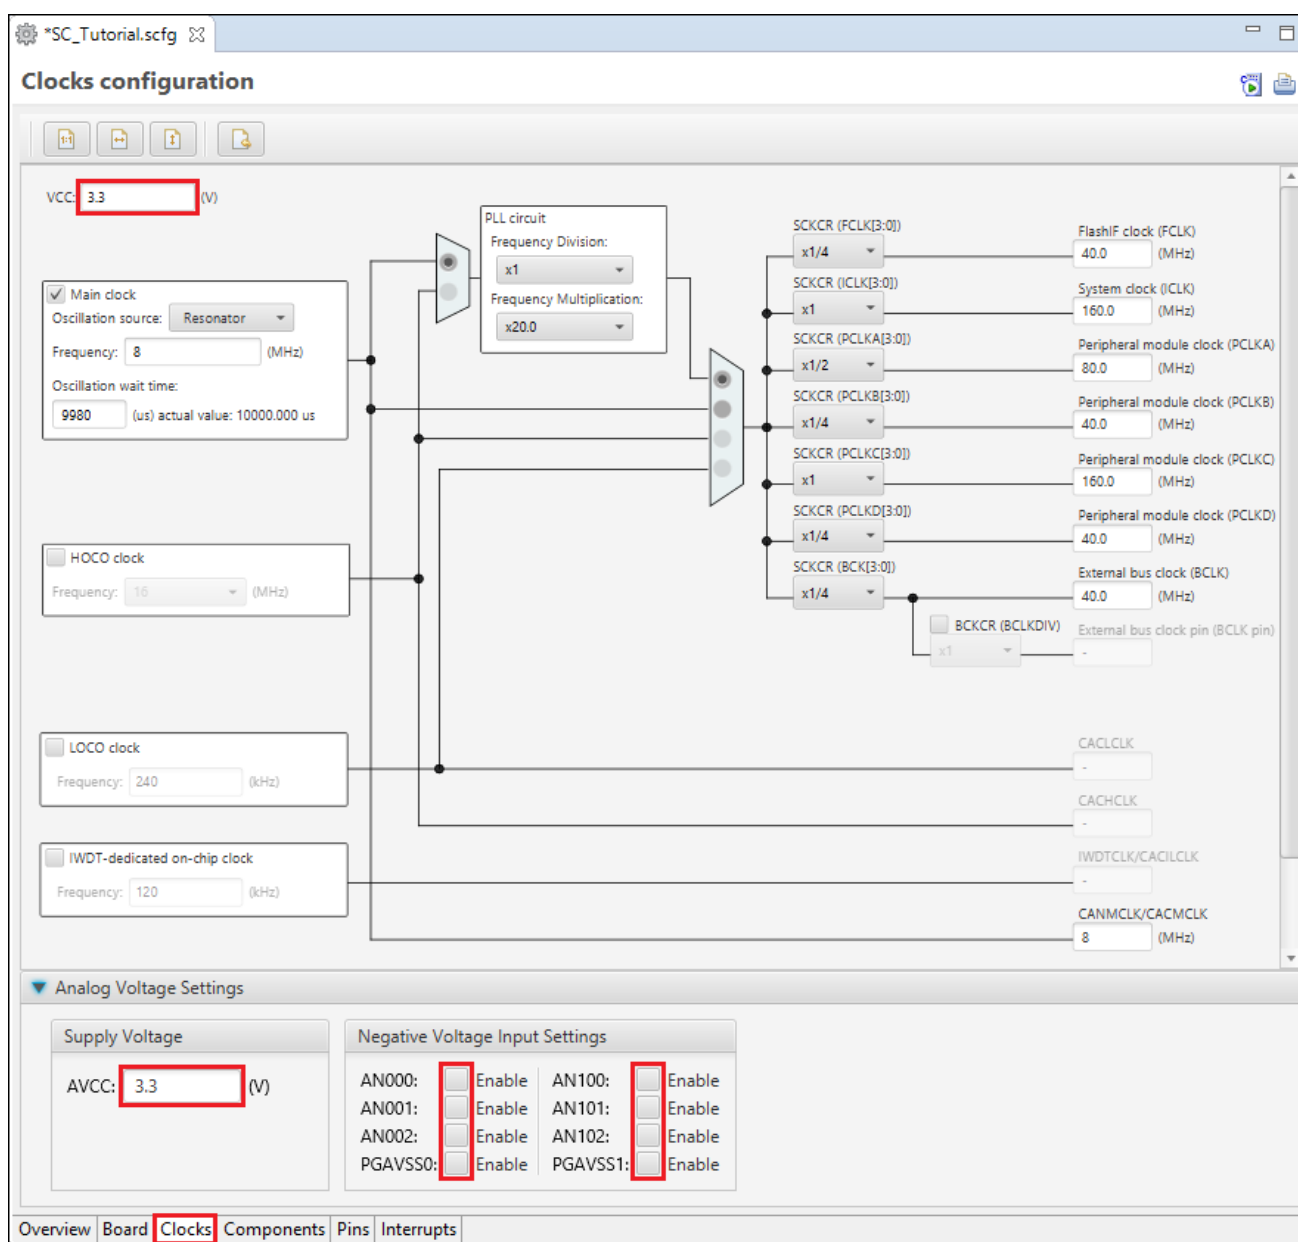 *SC_Tutorial.scfg
Clocks configuration
1:1
VCC: 3.3 (V)
Main clock
Oscillation source: Resonator
Frequency: 8 (MHz)
Oscillation wait time:
9980 (us) actual value: 10000.000 us
HOCO clock
Frequency: 16 (MHz)
LOCO clock
Frequency: 240 (kHz)
IWDT-dedicated on-chip clock
Frequency: 120 (kHz)
PLL circuit
Frequency Division:
x1
Frequency Multiplication:
x20.0
SCKCR (FCLK[3:0])
x1/4
SCKCR (ICLK[3:0])
x1
SCKCR (PCLKA[3:0])
x1/2
SCKCR (PCLKB[3:0])
x1/4
SCKCR (PCLKC[3:0])
x1
SCKCR (PCLKD[3:0])
x1/4
SCKCR (BCK[3:0])
x1/4
BCKCR (BCLKDIV)
x1
FlashIF clock (FCLK)
40.0 (MHz)
System clock (ICLK)
160.0 (MHz)
Peripheral module clock (PCLKA)
80.0 (MHz)
Peripheral module clock (PCLKB)
40.0 (MHz)
Peripheral module clock (PCLKC)
160.0 (MHz)
Peripheral module clock (PCLKD)
40.0 (MHz)
External bus clock (BCLK)
40.0 (MHz)
External bus clock pin (BCLK pin)
-
CACLCLK
-
CACHCLK
-
IWDTCLK/CACILCLK
-
CANMCLK/CACMCLK
8 (MHz)
Analog Voltage Settings
Supply Voltage
AVCC: 3.3 (V)
Negative Voltage Input Settings
AN000: Enable AN100: Enable
AN001: Enable AN101: Enable
AN002: Enable AN102: Enable
PGAVSS0: Enable PGAVSS1: Enable
Overview Board Clocks Components Pins Interrupts